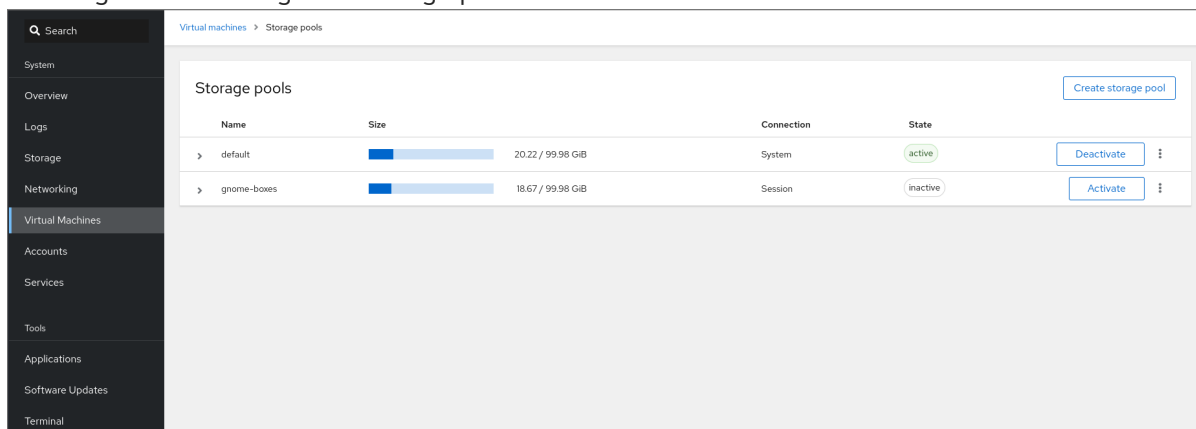 Search
Virtual machines > Storage pools
System
Overview
Logs
Storage
Networking
Virtual Machines
Accounts
Services
Tools
Applications
Software Updates
Terminal
Storage pools
Create storage pool
Name Size Connection State
default 20.22 / 99.98 GiB System active Deactivate
gnome-boxes 18.67 / 99.98 GiB Session inactive Activate